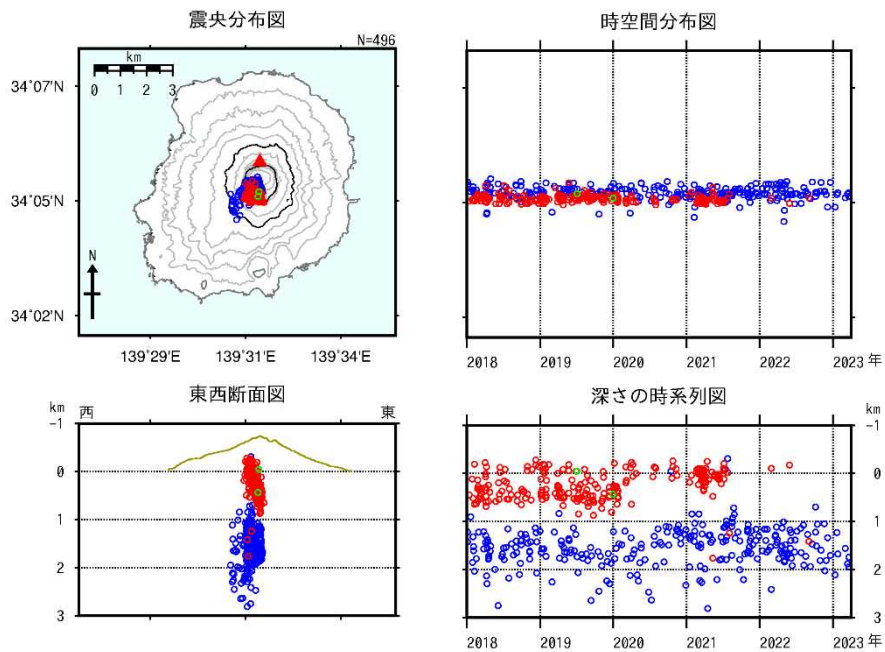 震央分布図
N=496
km
0 1 2 3
34°07'N
34°05'N
34°02'N
N
139°29'E 139°31'E 139°34'E
時空間分布図
2018 2019 2020 2021 2022 2023 年
東西断面図
km 西 東
-1
0
1
2
3
深さの時系列図
km
-1
0
1
2
3
2018 2019 2020 2021 2022 2023 年